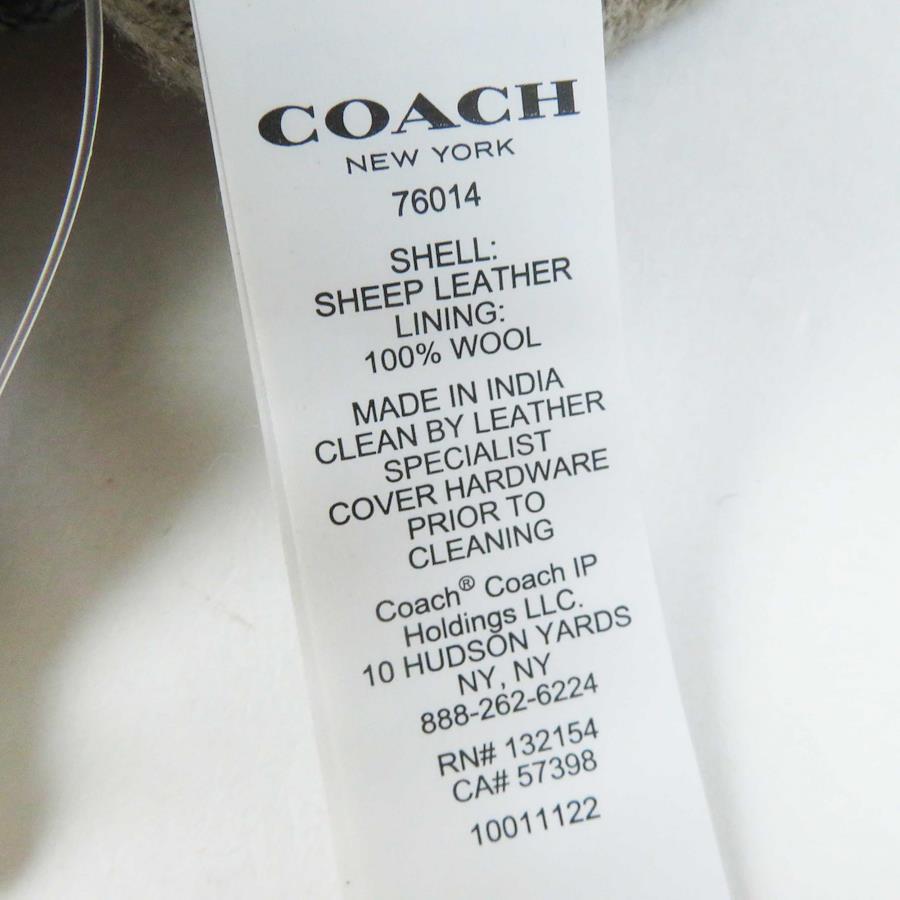 COACH
NEW YORK
76014
SHELL:
SHEEP LEATHER
LINING:
100% WOOL
MADE IN INDIA
CLEAN BY LEATHER
SPECIALIST
COVER HARDWARE
PRIOR TO
CLEANING
Coach® Coach IP
Holdings LLC.
10 HUDSON YARDS
NY, NY
888-262-6224
RN# 132154
CA# 57398
10011122